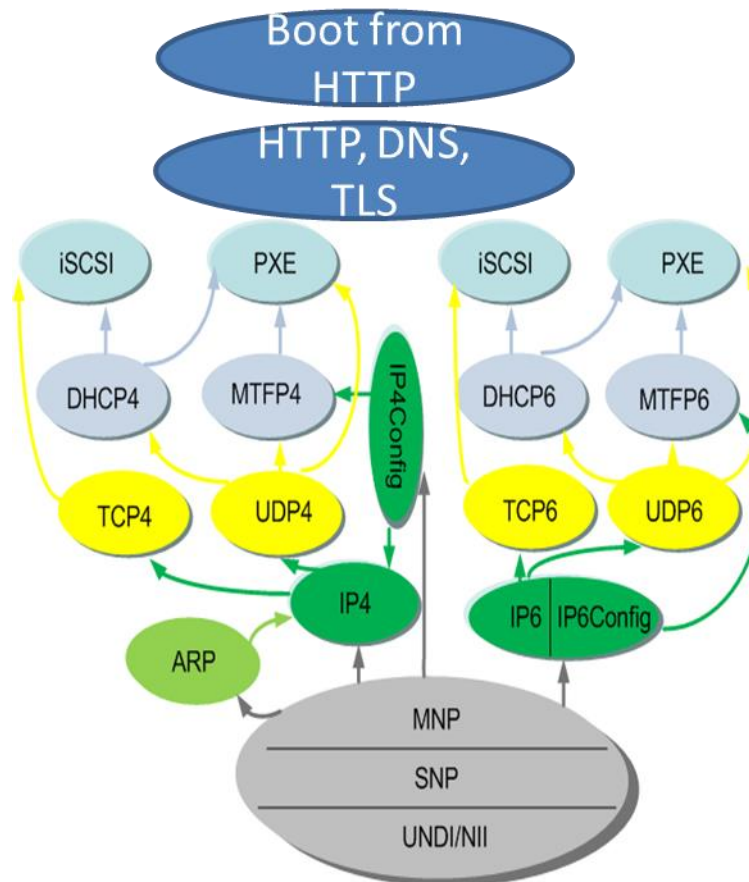 Boot from
HTTP
HTTP, DNS,
TLS
iSCSI
PXE
iSCSI
PXE
DHCP4
MTFP4
IP4Config
DHCP6
MTFP6
TCP4
UDP4
TCP6
UDP6
IP4
IP6
IP6Config
ARP
MNP
SNP
UNDI/NII